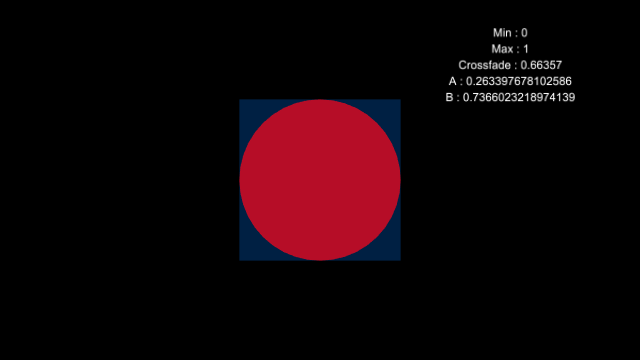 Min : 0
Max : 1
Crossfade : 0.66357
A : 0.263397678102586
B : 0.7366023218974139